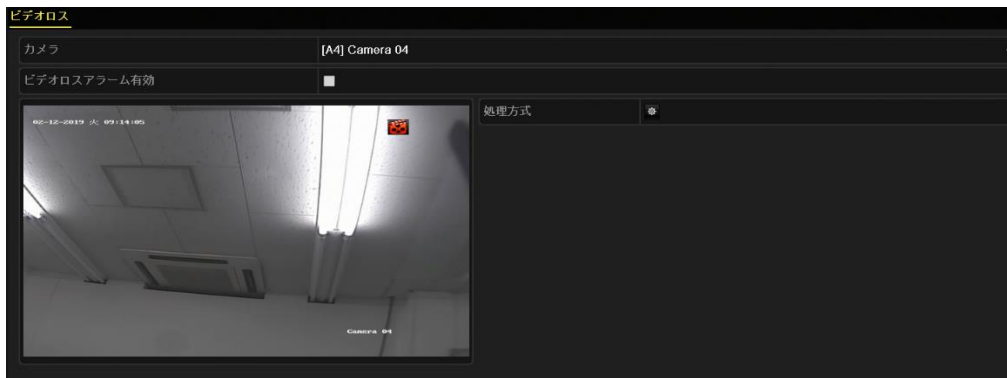 ビデオロス
カメラ [A4] Camera 04
ビデオロスアラーム有効
処理方式
02-12-2019 火 09:14:05
Camera 04